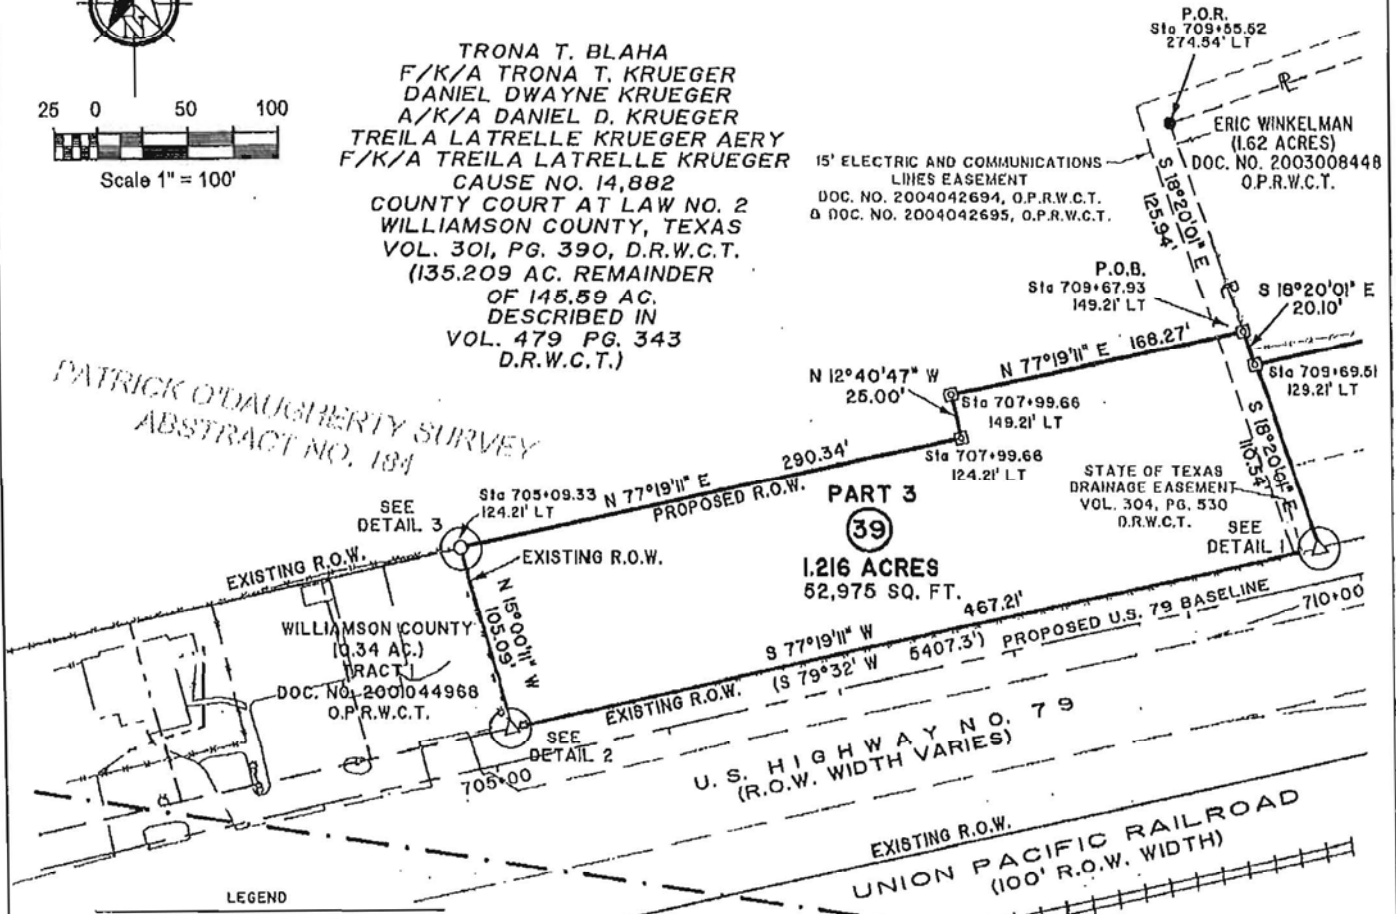 25 0 50 100
Scale 1" = 100'
TRONA T. BLAHA
F/K/A TRONA T. KRUEGER
DANIEL DWAYNE KRUEGER
A/K/A DANIEL D. KRUEGER
TREILA LATRELLE KRUEGER AERY
F/K/A TREILA LATRELLE KRUEGER
CAUSE NO. 14,882
COUNTY COURT AT LAW NO. 2
WILLIAMSON COUNTY, TEXAS
VOL. 301, PG. 390, D.R.W.C.T.
(135.209 AC. REMAINDER
OF 145.59 AC.
DESCRIBED IN
VOL. 479 PG. 343
D.R.W.C.T.)
P.O.R.
Sta 709+55.62
274.54' LT
ERIC WINKELMAN
(1.62 ACRES)
DOC. NO. 2003008448
O.P.R.W.C.T.
15' ELECTRIC AND COMMUNICATIONS
LINES EASEMENT
DOC. NO. 2004042694, O.P.R.W.C.T.
& DOC. NO. 2004042695, O.P.R.W.C.T.
S 18°20'01" E
125.94'
P.O.B.
Sta 709+67.93
149.21' LT
S 18°20'01" E
20.10'
N 77°19'11" E 168.27'
Sta 709+69.51
129.21' LT
N 12°40'47" W
25.00'
Sta 707+99.66
149.21' LT
Sta 707+99.66
124.21' LT
S 18°20'01" E
110.54'
PATRICK O'DAUGHERTY SURVEY
ABSTRACT NO. 184
STATE OF TEXAS
DRAINAGE EASEMENT
VOL. 304, PG. 530
D.R.W.C.T.
SEE
DETAIL 1
SEE
DETAIL 3
Sta 705+09.33
124.21' LT
N 77°19'11" E 290.34'
PROPOSED R.O.W.
PART 3
39
1.216 ACRES
52,975 SQ. FT.
EXISTING R.O.W.
EXISTING R.O.W.
N 15°00'11" W
105.09'
WILLIAMSON COUNTY
(0.34 AC.)
TRACT 1
DOC. NO. 2001044968
O.P.R.W.C.T.
S 77°19'11" W 467.21'
(S 79°32' W 5407.3')
PROPOSED U.S. 79 BASELINE
710+00
EXISTING R.O.W.
SEE
DETAIL 2
705+00
U.S. HIGHWAY NO. 79
(R.O.W. WIDTH VARIES)
EXISTING R.O.W.
UNION PACIFIC RAILROAD
(100' R.O.W. WIDTH)
LEGEND